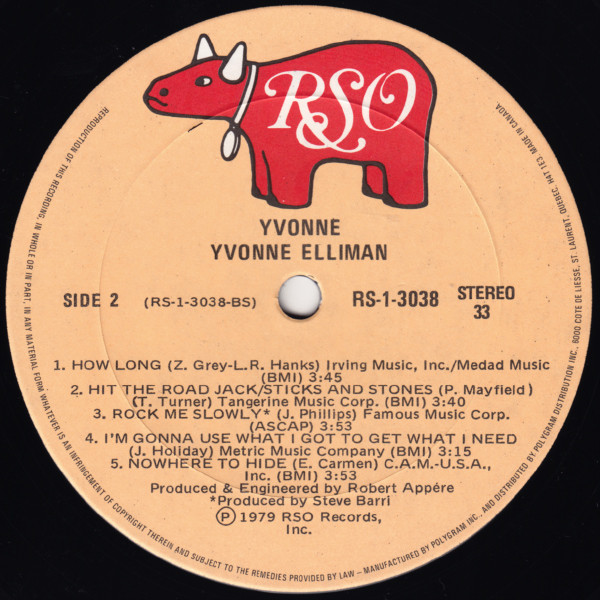 RSO
YVONNE
YVONNE ELLIMAN
SIDE 2
(RS-1-3038-BS)
RS-1-3038
STEREO
33
1. HOW LONG (Z. Grey-L.R. Hanks) Irving Music, Inc./Medad Music
(BMI) 3:45
2. HIT THE ROAD JACK/STICKS AND STONES (P. Mayfield)
(T. Turner) Tangerine Music Corp. (BMI) 3:40
3. ROCK ME SLOWLY* (J. Phillips) Famous Music Corp.
(ASCAP) 3:53
4. I'M GONNA USE WHAT I GOT TO GET WHAT I NEED
(J. Holiday) Metric Music Company (BMI) 3:15
5. NOWHERE TO HIDE (E. Carmen) C.A.M.-U.S.A.,
Inc. (BMI) 3:53
Produced & Engineered by Robert Appére
*Produced by Steve Barri
Ⓟ 1979 RSO Records,
Inc.
REPRODUCTION OF THIS RECORDING, IN WHOLE OR IN PART, IN ANY MATERIAL FORM WHATEVER IS AN INFRINGEMENT OF COPYRIGHT THEREIN AND SUBJECT TO THE REMEDIES PROVIDED BY LAW – MANUFACTURED BY POLYGRAM INC., AND DISTRIBUTED BY POLYGRAM DISTRIBUTION INC. 6000 COTE DE LIESSE, ST. LAURENT, QUEBEC, H4T 1E3 MADE IN CANADA.